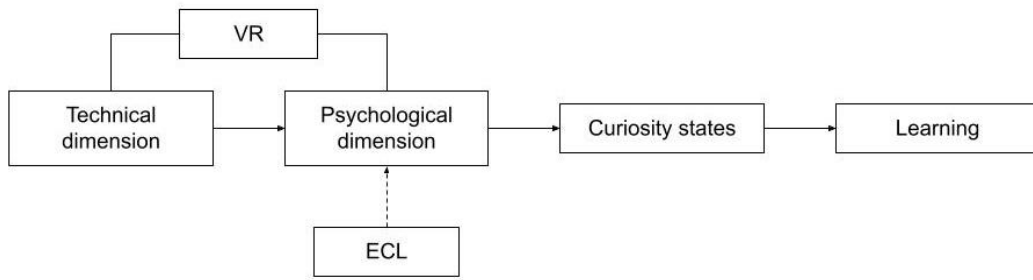 VR
Technical
dimension
Psychological
dimension
Curiosity states
Learning
ECL